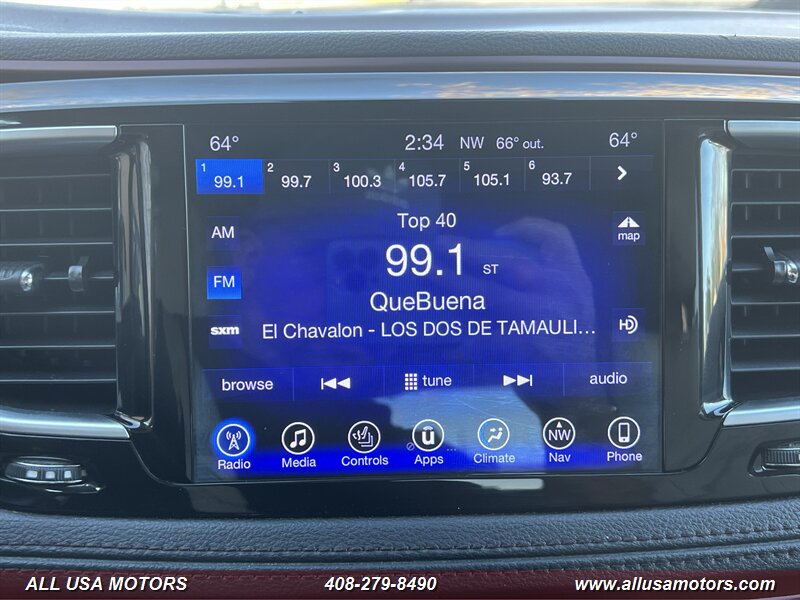 64° 2:34 NW 66° out. 64°
1 99.1 2 99.7 3 100.3 4 105.7 5 105.1 6 93.7
Top 40
AM
map
99.1 ST
FM
QueBuena
sxm
El Chavalon - LOS DOS DE TAMAULI...
HD
browse tune audio
NW
Radio Media Controls Apps Climate Nav Phone
ALL USA MOTORS 408-279-8490 www.allusamotors.com